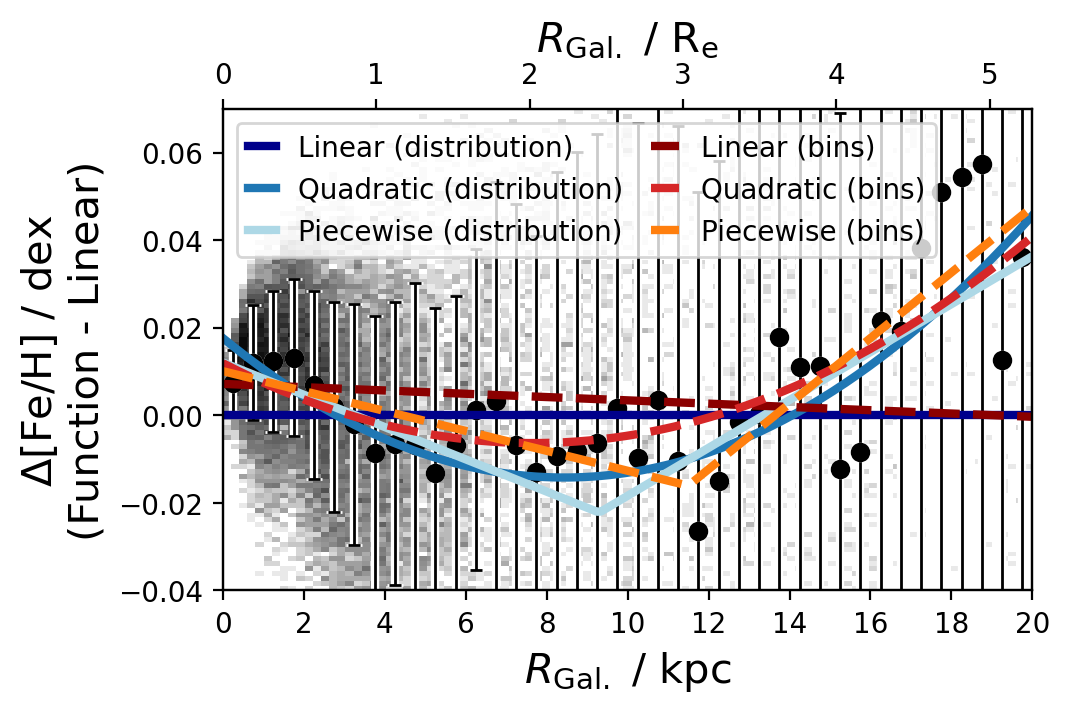 R_Gal. / R_e
0 1 2 3 4 5
Linear (distribution) Linear (bins)
Quadratic (distribution) Quadratic (bins)
Piecewise (distribution) Piecewise (bins)
Δ[Fe/H] / dex
(Function - Linear)
0.06
0.04
0.02
0.00
−0.02
−0.04
0 2 4 6 8 10 12 14 16 18 20
R_Gal. / kpc